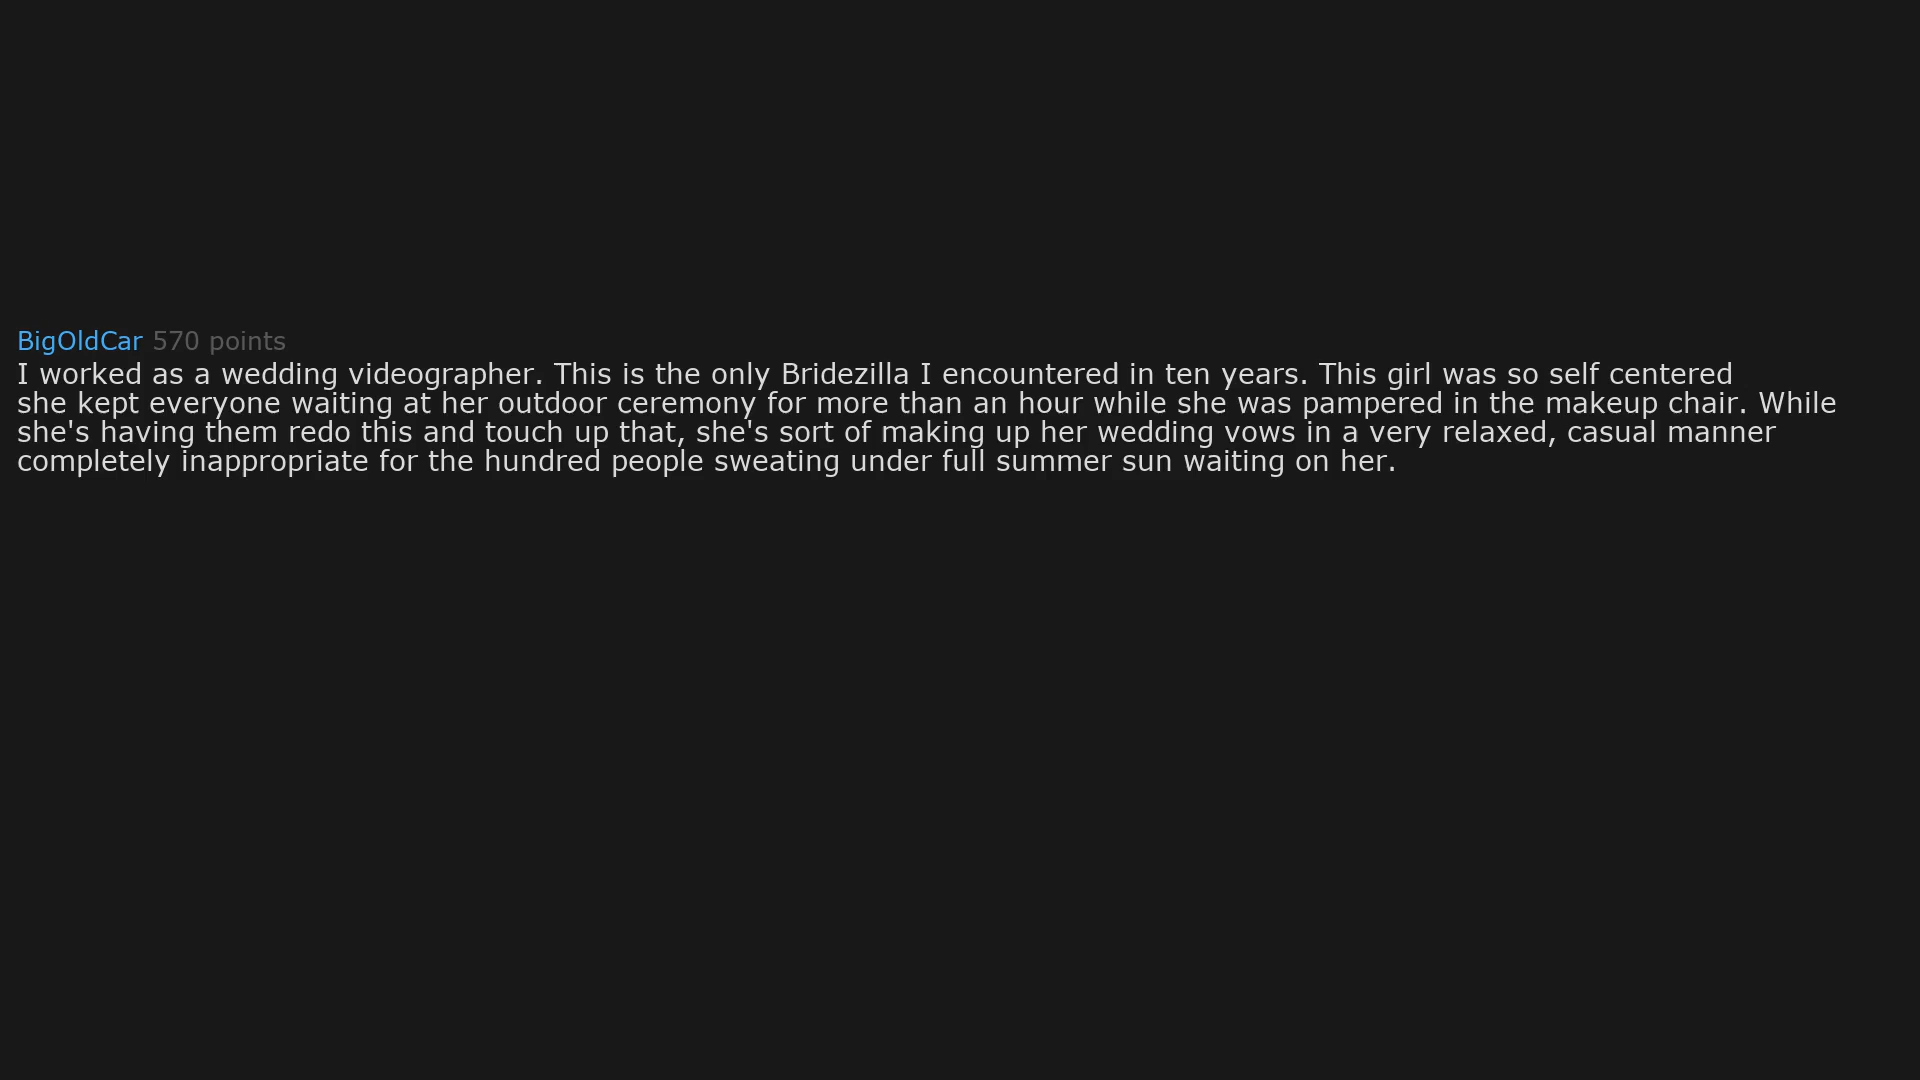 BigOldCar 570 points
I worked as a wedding videographer. This is the only Bridezilla I encountered in ten years. This girl was so self centered
she kept everyone waiting at her outdoor ceremony for more than an hour while she was pampered in the makeup chair. While
she's having them redo this and touch up that, she's sort of making up her wedding vows in a very relaxed, casual manner
completely inappropriate for the hundred people sweating under full summer sun waiting on her.